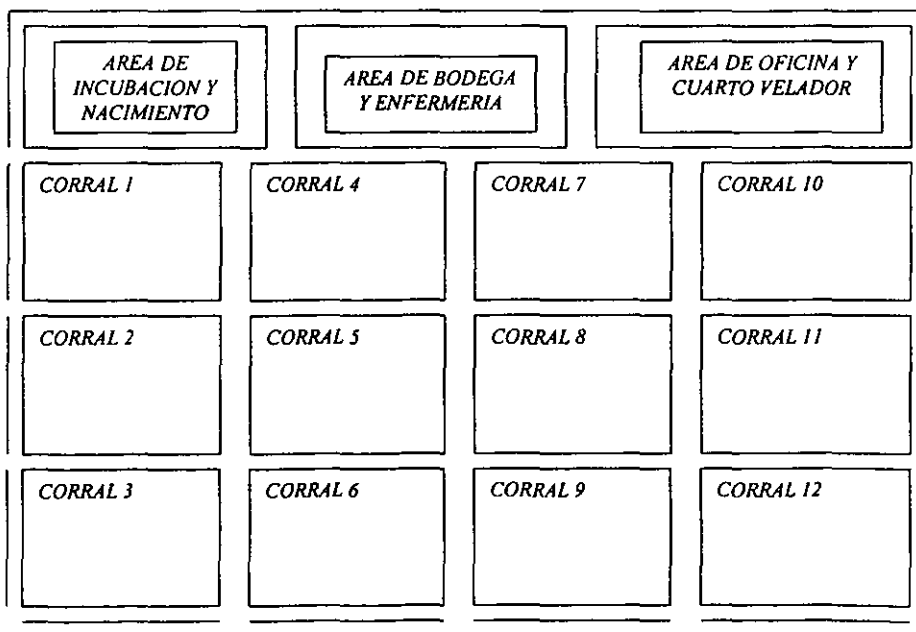 AREA DE
INCUBACION Y
NACIMIENTO
AREA DE BODEGA
Y ENFERMERIA
AREA DE OFICINA Y
CUARTO VELADOR
CORRAL 1
CORRAL 4
CORRAL 7
CORRAL 10
CORRAL 2
CORRAL 5
CORRAL 8
CORRAL 11
CORRAL 3
CORRAL 6
CORRAL 9
CORRAL 12